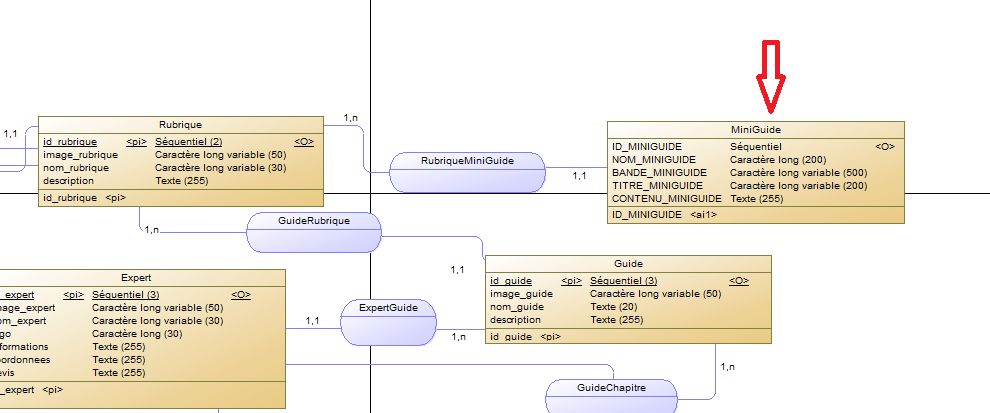 1,n
Rubrique
MiniGuide
1,1
id_rubrique <pi> Séquentiel (2) <O>
image_rubrique Caractère long variable (50)
nom_rubrique Caractère long variable (30)
description Texte (255)
id_rubrique <pi>
RubriqueMiniGuide
1,1
ID_MINIGUIDE Séquentiel <O>
NOM_MINIGUIDE Caractère long (200)
BANDE_MINIGUIDE Caractère long variable (500)
TITRE_MINIGUIDE Caractère long variable (200)
CONTENU_MINIGUIDE Texte (255)
ID_MINIGUIDE <ai1>
GuideRubrique
1,n
1,1
Guide
id_guide <pi> Séquentiel (3) <O>
image_guide Caractère long variable (50)
nom_guide Texte (20)
description Texte (255)
id_guide <pi>
Expert
_expert <pi> Séquentiel (3) <O>
nage_expert Caractère long variable (50)
om_expert Caractère long variable (30)
go Caractère long (30)
formations Texte (255)
oordonnees Texte (255)
evis Texte (255)
_expert <pi>
1,1
ExpertGuide
1,n
1,n
GuideChapitre